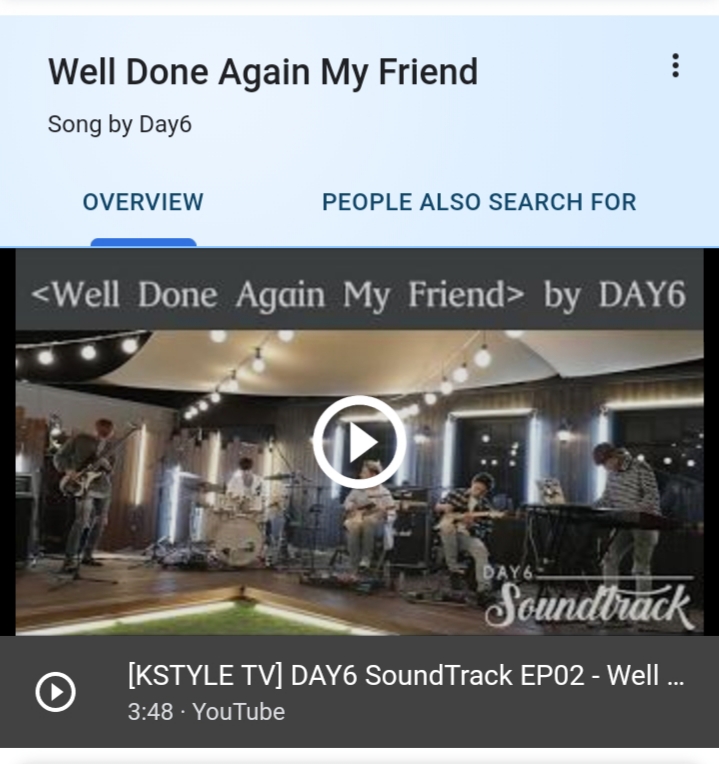 Well Done Again My Friend
Song by Day6
OVERVIEW
PEOPLE ALSO SEARCH FOR
<Well Done Again My Friend> by DAY6
DAY6
Soundtrack
[KSTYLE TV] DAY6 SoundTrack EP02 - Well ...
3:48 · YouTube